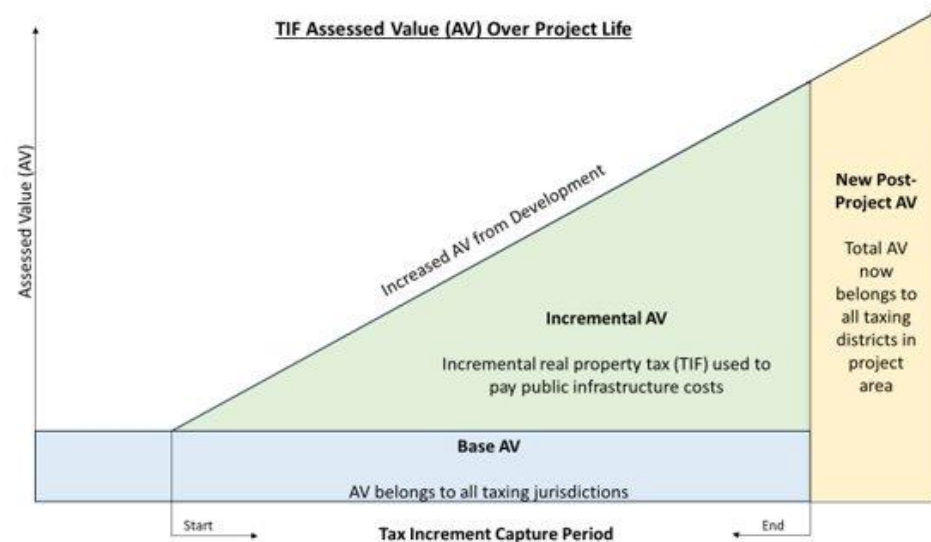 TIF Assessed Value (AV) Over Project Life
Assessed Value (AV)
Increased AV from Development
New Post-
Project AV
Total AV
now
belongs to
all taxing
districts in
project
area
Incremental AV
Incremental real property tax (TIF) used to
pay public infrastructure costs
Base AV
AV belongs to all taxing jurisdictions
Start
Tax Increment Capture Period
End